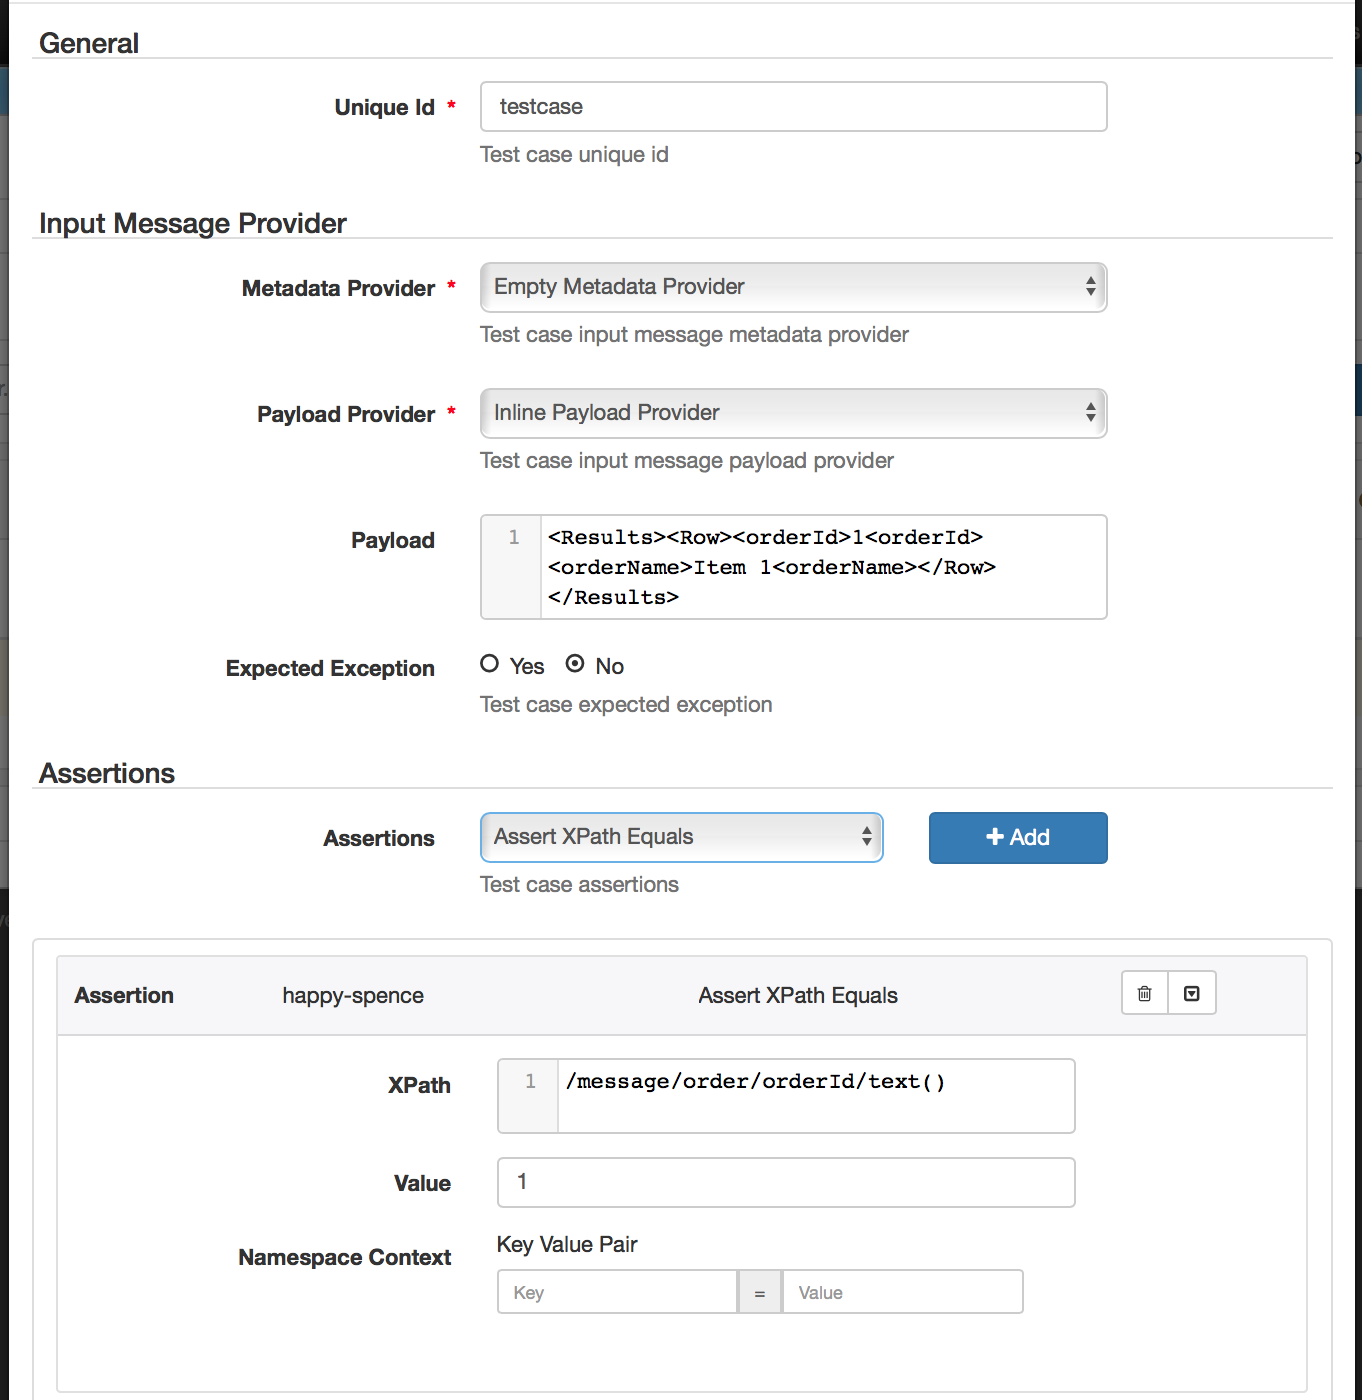 General
Unique Id *
testcase
Test case unique id
Input Message Provider
Metadata Provider *
Empty Metadata Provider
Test case input message metadata provider
Payload Provider *
Inline Payload Provider
Test case input message payload provider
Payload
1 <Results><Row><orderId>1<orderId>
<orderName>Item 1<orderName></Row>
</Results>
Expected Exception
Yes No
Test case expected exception
Assertions
Assertions
Assert XPath Equals
Add
Test case assertions
Assertion happy-spence Assert XPath Equals
XPath
1 /message/order/orderId/text()
Value
1
Namespace Context
Key Value Pair
Key = Value